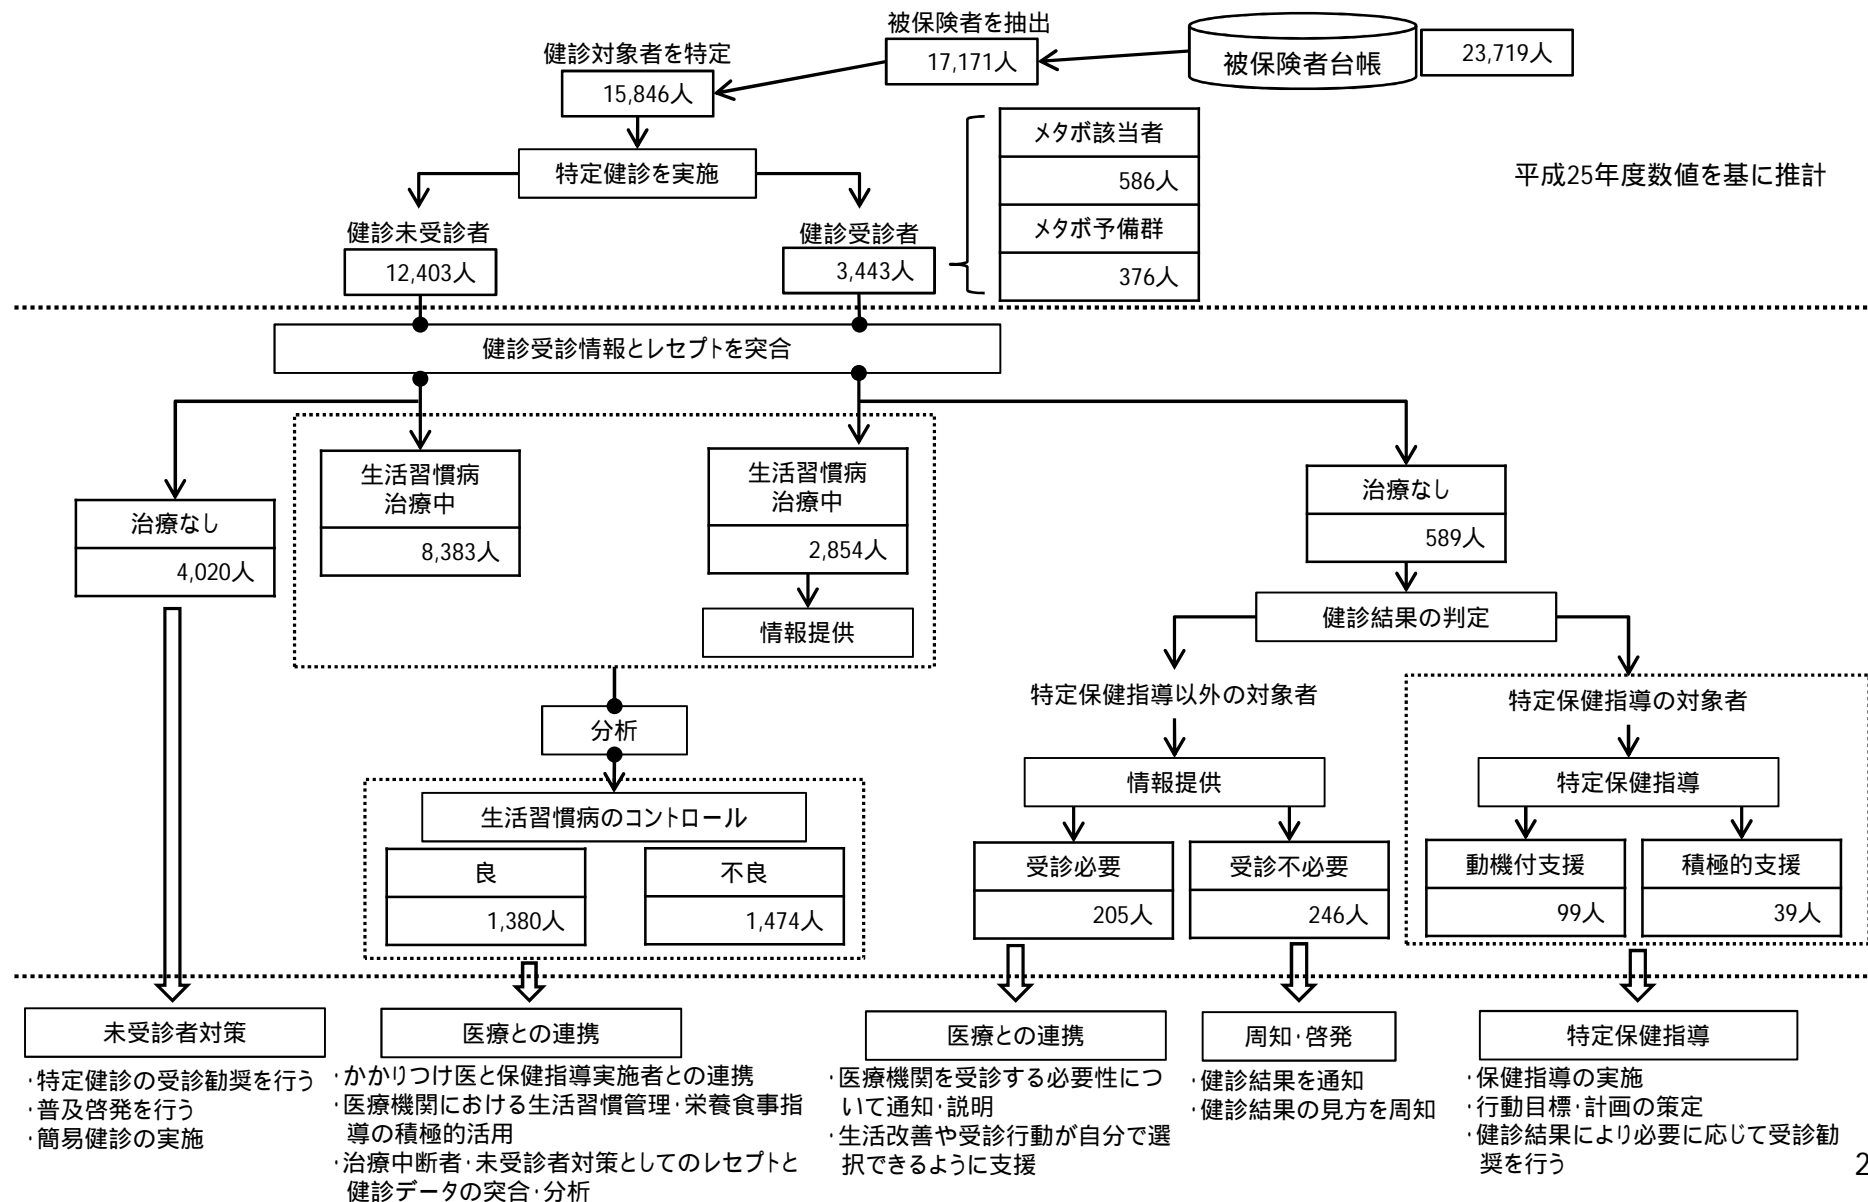 被保険者を抽出
17,171人
被保険者台帳
23,719人
健診対象者を特定
15,846人
特定健診を実施
メタボ該当者
586人
メタボ予備群
376人
平成25年度数値を基に推計
健診未受診者
12,403人
健診受診者
3,443人
健診受診情報とレセプトを突合
治療なし
4,020人
生活習慣病
治療中
8,383人
生活習慣病
治療中
2,854人
情報提供
治療なし
589人
健診結果の判定
分析
生活習慣病のコントロール
良
1,380人
不良
1,474人
特定保健指導以外の対象者
情報提供
受診必要
205人
受診不必要
246人
特定保健指導の対象者
特定保健指導
動機付支援
99人
積極的支援
39人
未受診者対策
・特定健診の受診勧奨を行う
・普及啓発を行う
・簡易健診の実施
医療との連携
・かかりつけ医と保健指導実施者との連携
・医療機関における生活習慣管理・栄養食事指
導の積極的活用
・治療中断者・未受診者対策としてのレセプトと
健診データの突合・分析
医療との連携
・医療機関を受診する必要性につ
いて通知・説明
・生活改善や受診行動が自分で選
択できるように支援
周知・啓発
・健診結果を通知
・健診結果の見方を周知
特定保健指導
・保健指導の実施
・行動目標・計画の策定
・健診結果により必要に応じて受診勧
奨を行う
2